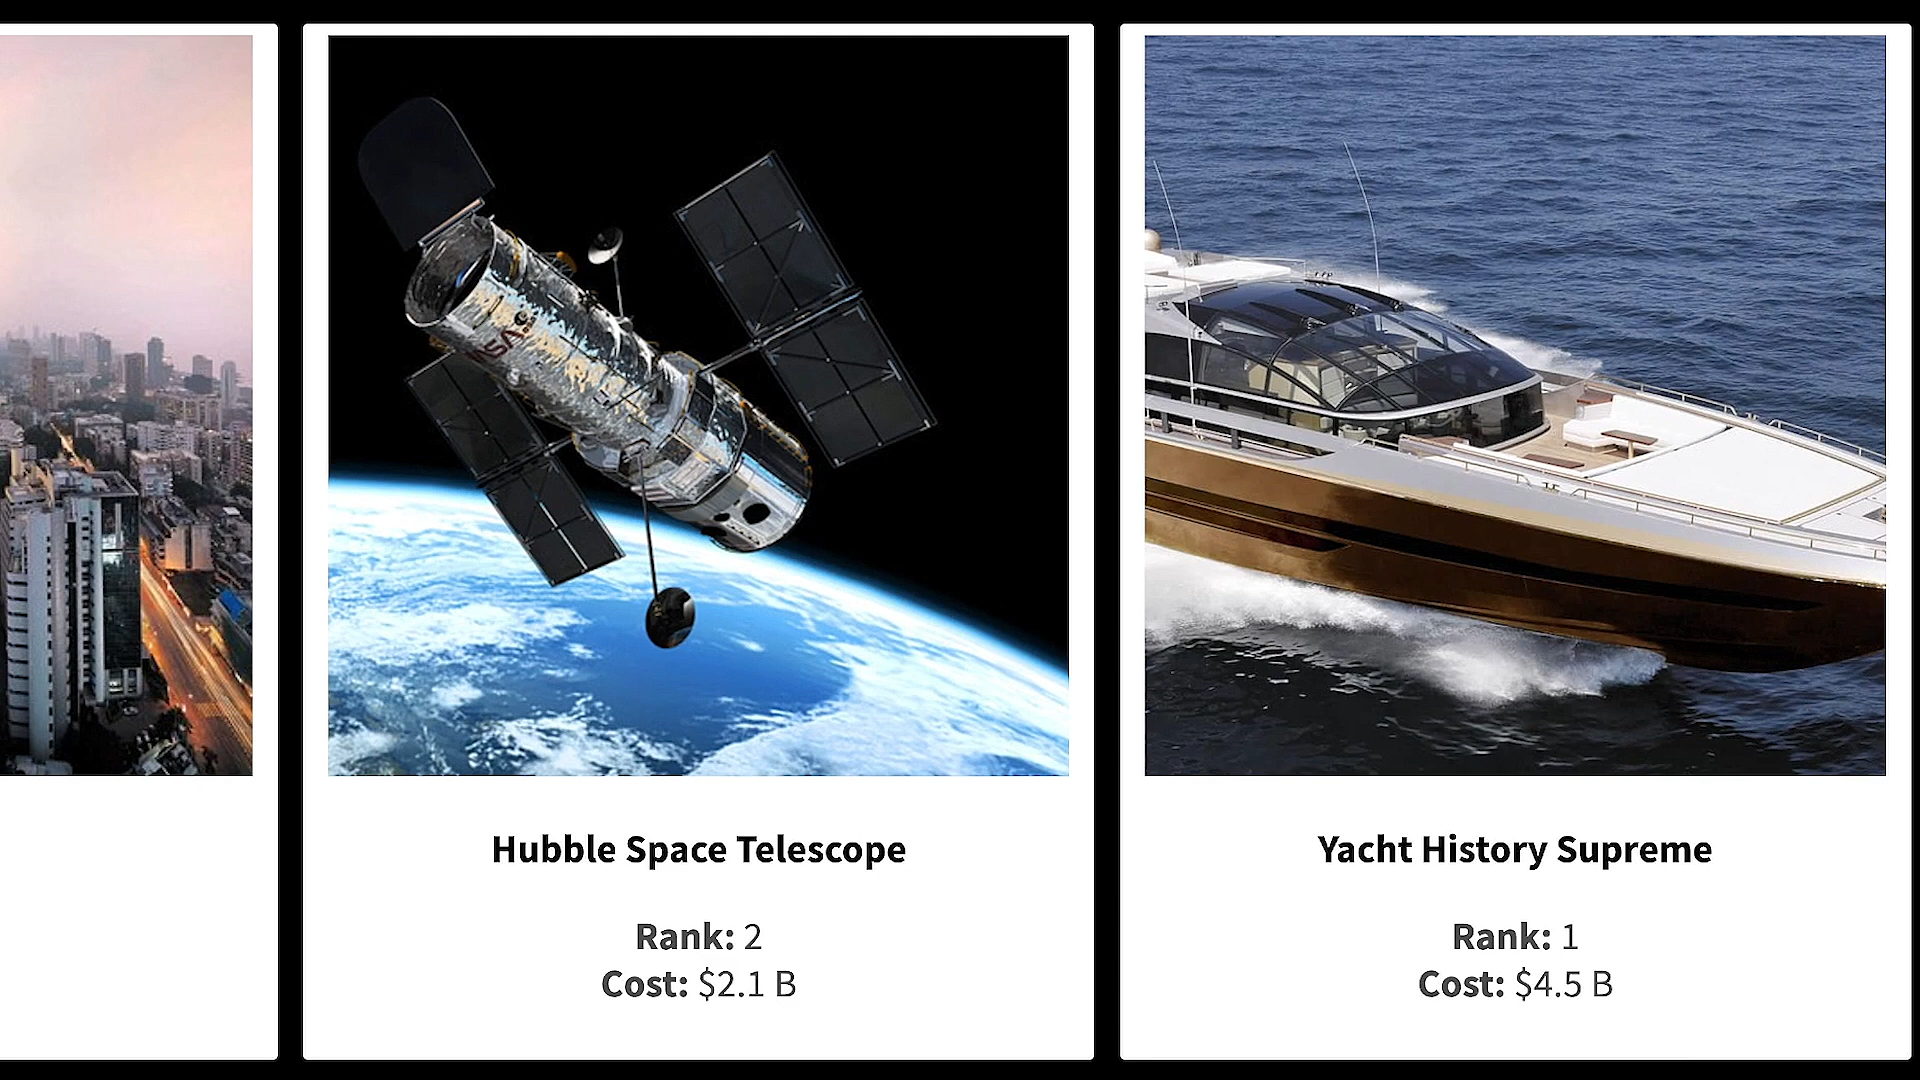 Hubble Space Telescope
Rank: 2
Cost: $2.1 B
Yacht History Supreme
Rank: 1
Cost: $4.5 B